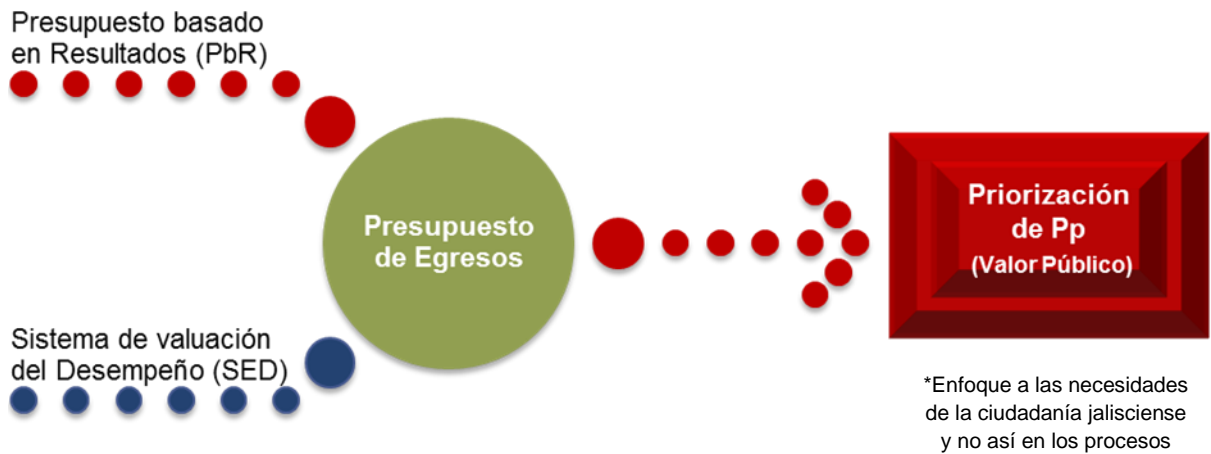 Presupuesto basado
en Resultados (PbR)
Presupuesto
de Egresos
Priorización
de Pp
(Valor Público)
Sistema de valuación
del Desempeño (SED)
*Enfoque a las necesidades
de la ciudadanía jalisciense
y no así en los procesos